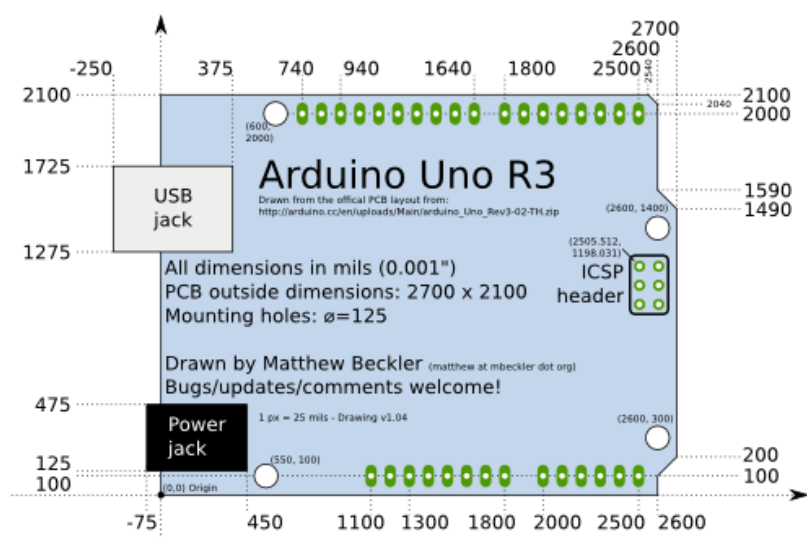 2700
2600
-250 375 740 940 1640 1800 2500 2540
2100 2040 2100
2000
(600,
2000)
Arduino Uno R3
1725
Drawn from the offical PCB layout from:
http://arduino.cc/en/uploads/Main/arduino_Uno_Rev3-02-TH.zip
USB
jack
1590
1490
(2600, 1400)
(2505.512,
1198.031)
1275
ICSP
header
All dimensions in mils (0.001")
PCB outside dimensions: 2700 x 2100
Mounting holes: ø=125
Drawn by Matthew Beckler (matthew at mbeckler dot org)
Bugs/updates/comments welcome!
475
Power
jack
1 px = 25 mils - Drawing v1.04
(2600, 300)
125
100
(550, 100)
200
100
(0,0) Origin
-75 450 1100 1300 1800 2000 2500 2600